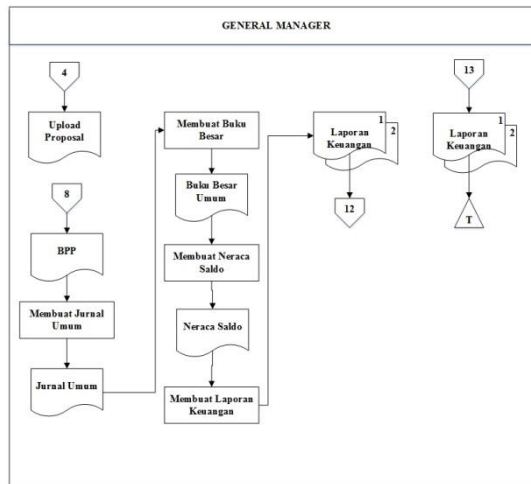 GENERAL MANAGER
4
Upload
Proposal
8
BPP
Membuat Jurnal
Umum
Jurnal Umum
Membuat Buku
Besar
Buku Besar
Umum
Membuat Neraca
Saldo
Neraca Saldo
Membuat Laporan
Keuangan
1
2
Laporan
Keuangan
12
13
1
2
Laporan
Keuangan
T